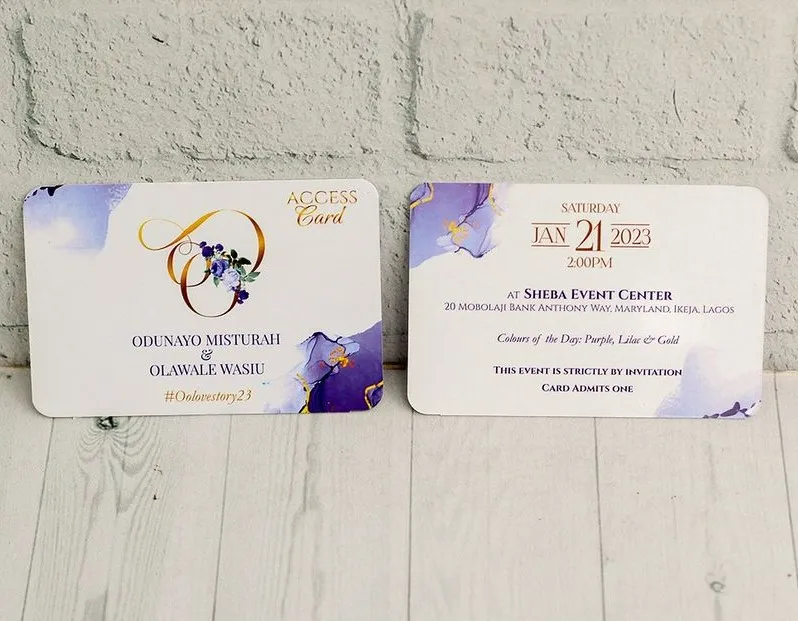 ACCESS
Card
O
ODUNAYO MISTURAH
&
OLAWALE WASIU
#Oolovestory23
SATURDAY
JAN 21 2023
2:00PM
AT SHEBA EVENT CENTER
20 MOBOLAJI BANK ANTHONY WAY, MARYLAND, IKEJA, LAGOS
Colours of the Day: Purple, Lilac & Gold
THIS EVENT IS STRICTLY BY INVITATION
CARD ADMITS ONE